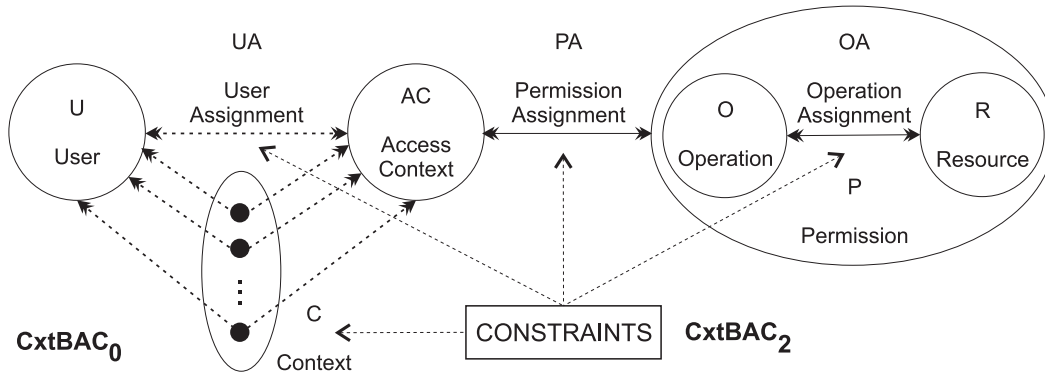 UA
PA
OA
U
User
User
Assignment
AC
Access
Context
Permission
Assignment
O
Operation
Operation
Assignment
R
Resource
P
Permission
C
Context
CONSTRAINTS
CxtBAC0
CxtBAC2